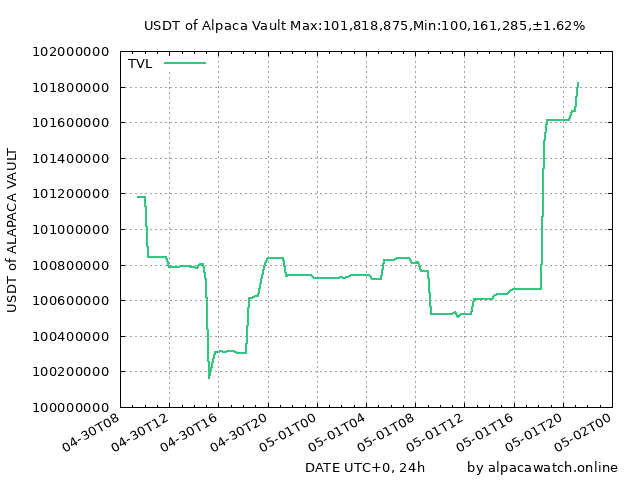 USDT of Alpaca Vault Max:101,818,875,Min:100,161,285,±1.62%
102000000
101800000
101600000
101400000
101200000
101000000
100800000
100600000
100400000
100200000
100000000
USDT of ALAPACA VAULT
TVL
04-30T08
04-30T12
04-30T16
04-30T20
05-01T00
05-01T04
05-01T08
05-01T12
05-01T16
05-01T20
05-02T00
DATE UTC+0, 24h
by alpacawatch.online